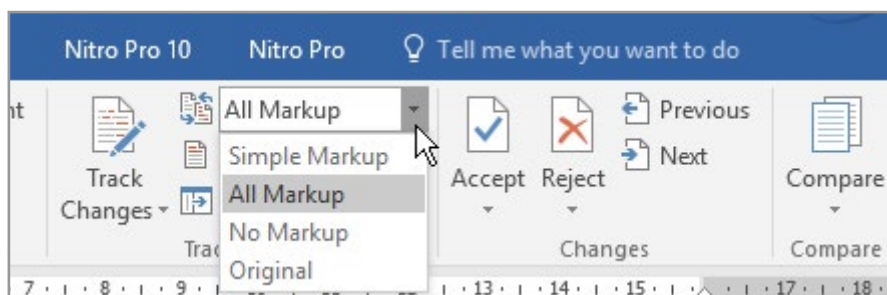 Nitro Pro 10 Nitro Pro Tell me what you want to do
All Markup
Simple Markup
All Markup
No Markup
Original
Track
Changes
Accept Reject
Previous
Next
Changes
Compare
Compare
7 8 9 13 14 15 17 18